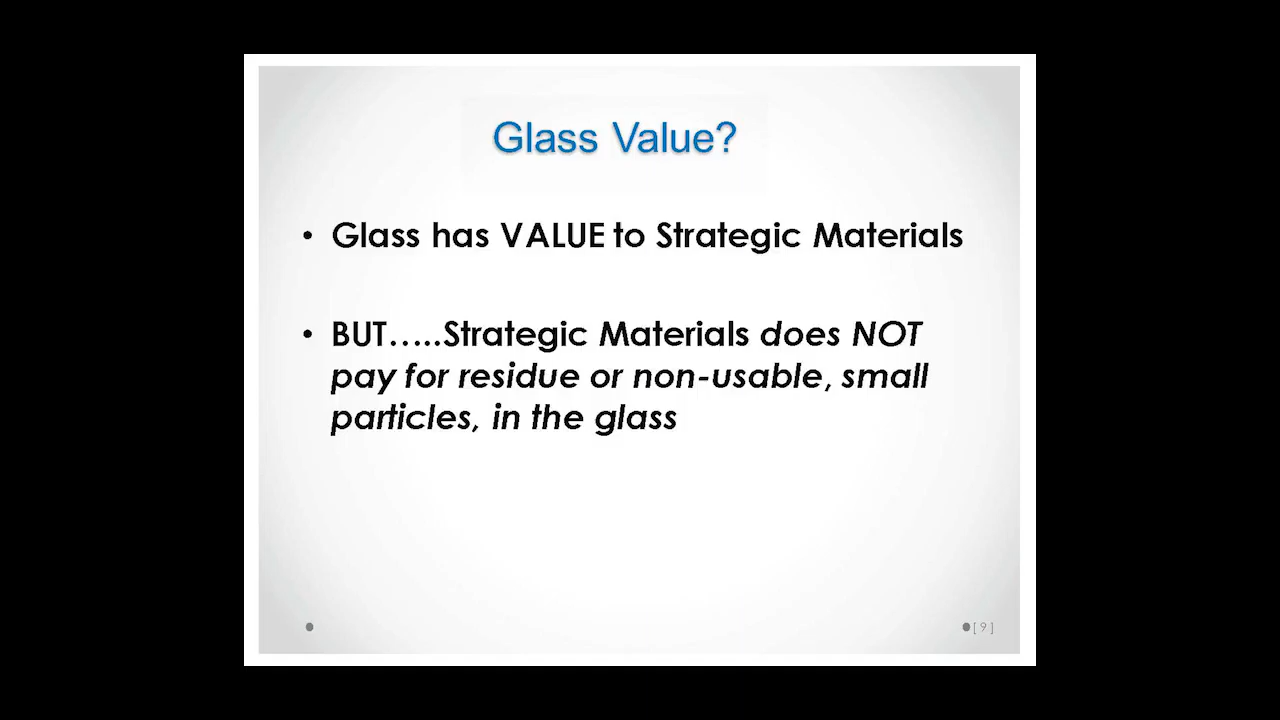 Glass Value?
• Glass has VALUE to Strategic Materials
• BUT…..Strategic Materials does NOT
pay for residue or non-usable, small
particles, in the glass
[ 9 ]